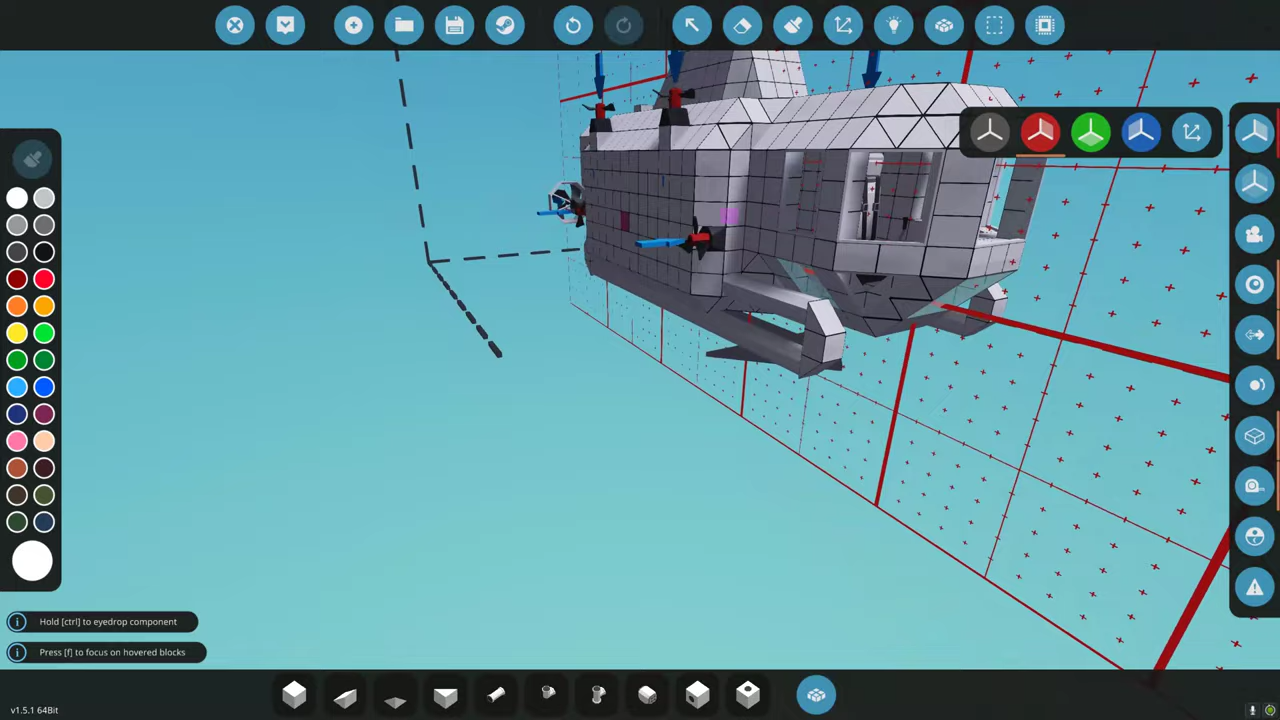 Hold [ctrl] to eyedrop component
Press [f] to focus on hovered blocks
v1.5.1 64Bit